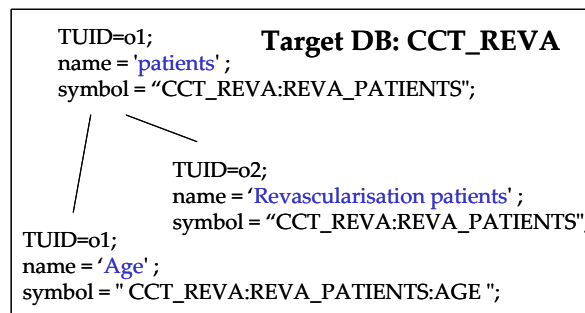 TUID=o1;
Target DB: CCT_REVA
name = 'patients' ;
symbol = “CCT_REVA:REVA_PATIENTS";
TUID=o2;
name = ‘Revascularisation patients' ;
symbol = “CCT_REVA:REVA_PATIENTS";
TUID=o1;
name = ‘Age' ;
symbol = " CCT_REVA:REVA_PATIENTS:AGE ";